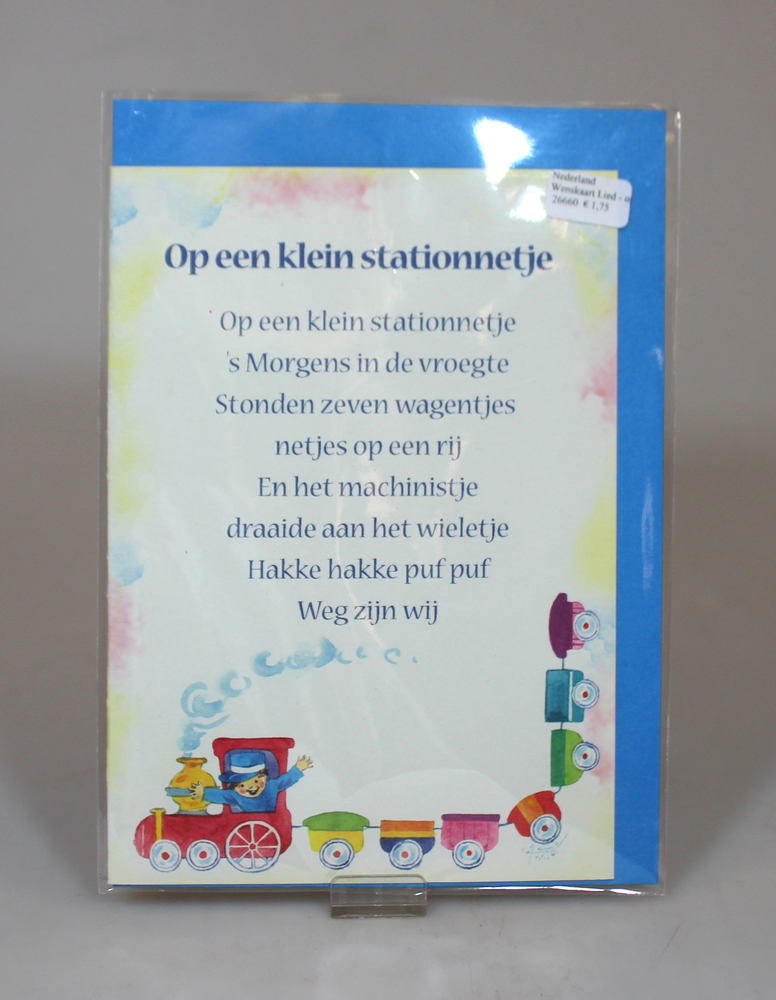 Nederland
Wenskaart Lied -
26660 € 1,75
Op een klein stationnetje
Op een klein stationnetje
's Morgens in de vroegte
Stonden zeven wagentjes
netjes op een rij
En het machinistje
draaide aan het wieletje
Hakke hakke puf puf
Weg zijn wij